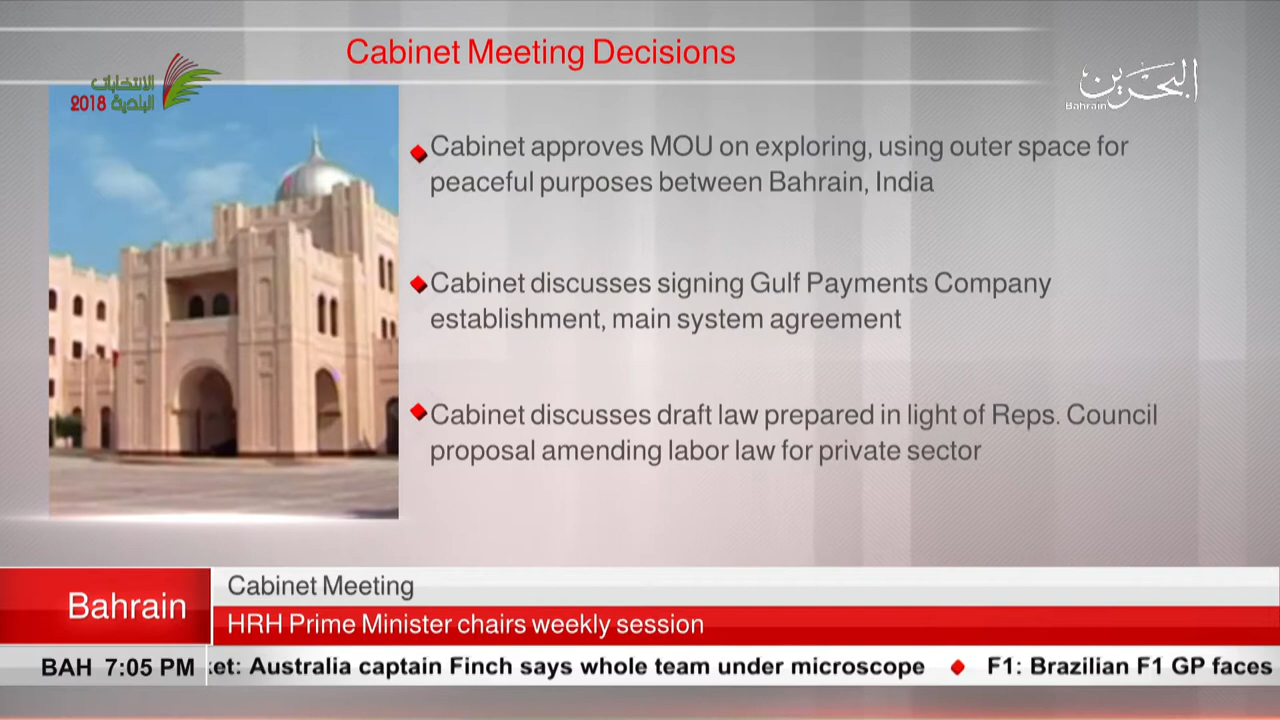 Cabinet Meeting Decisions
الانتخابات
البلدية 2018
البحرين
Bahrain
Cabinet approves MOU on exploring, using outer space for
peaceful purposes between Bahrain, India
Cabinet discusses signing Gulf Payments Company
establishment, main system agreement
Cabinet discusses draft law prepared in light of Reps. Council
proposal amending labor law for private sector
Bahrain
Cabinet Meeting
HRH Prime Minister chairs weekly session
BAH 7:05 PM
et: Australia captain Finch says whole team under microscope ◆ F1: Brazilian F1 GP faces